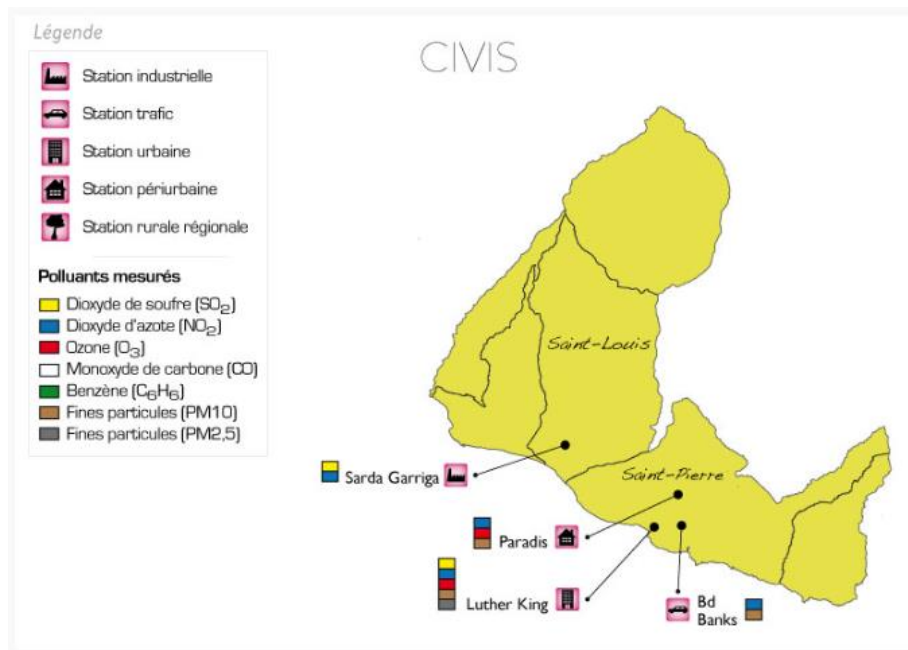 Légende
CIVIS
Station industrielle
Station trafic
Station urbaine
Station périurbaine
Station rurale régionale
Polluants mesurés
Dioxyde de soufre (SO2)
Dioxyde d'azote (NO2)
Ozone (O3)
Monoxyde de carbone (CO)
Benzène (C6H6)
Fines particules (PM10)
Fines particules (PM2,5)
Saint-Louis
Saint-Pierre
Sarda Garriga
Paradis
Luther King
Bd
Banks